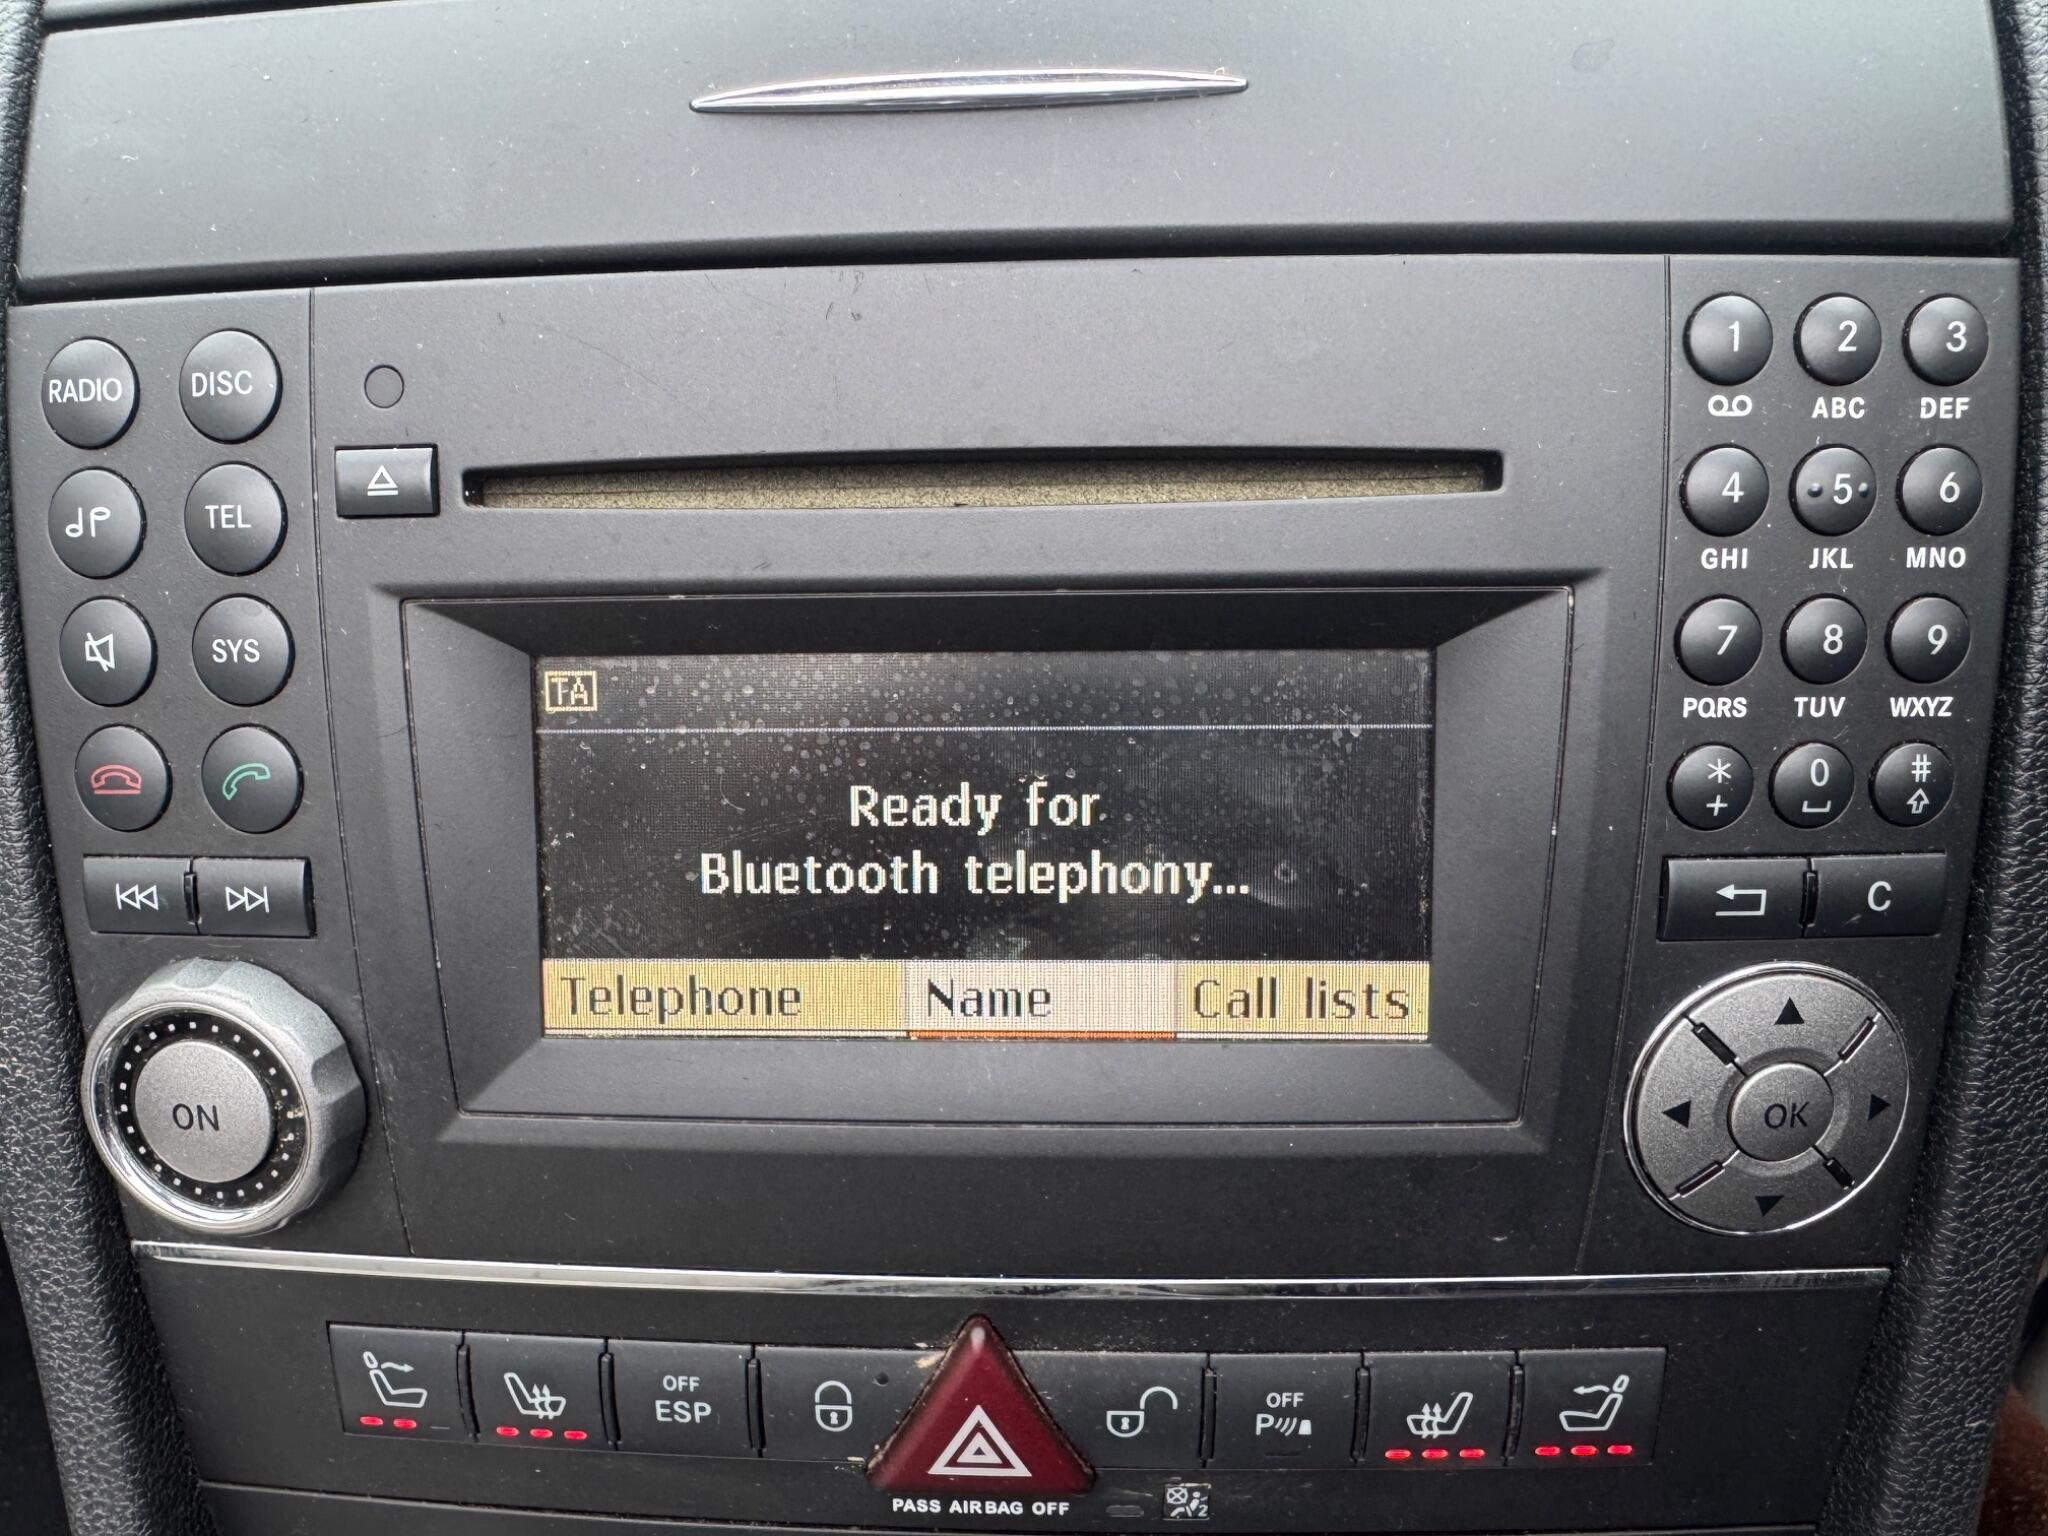 RADIO
DISC
TEL
SYS
ON
TA
Ready for
Bluetooth telephony...
Telephone Name Call lists
1 2 3
ABC DEF
4 5 6
GHI JKL MNO
7 8 9
PQRS TUV WXYZ
* 0 #
+
C
OK
OFF
ESP
OFF
P
PASS AIRBAG OFF
2